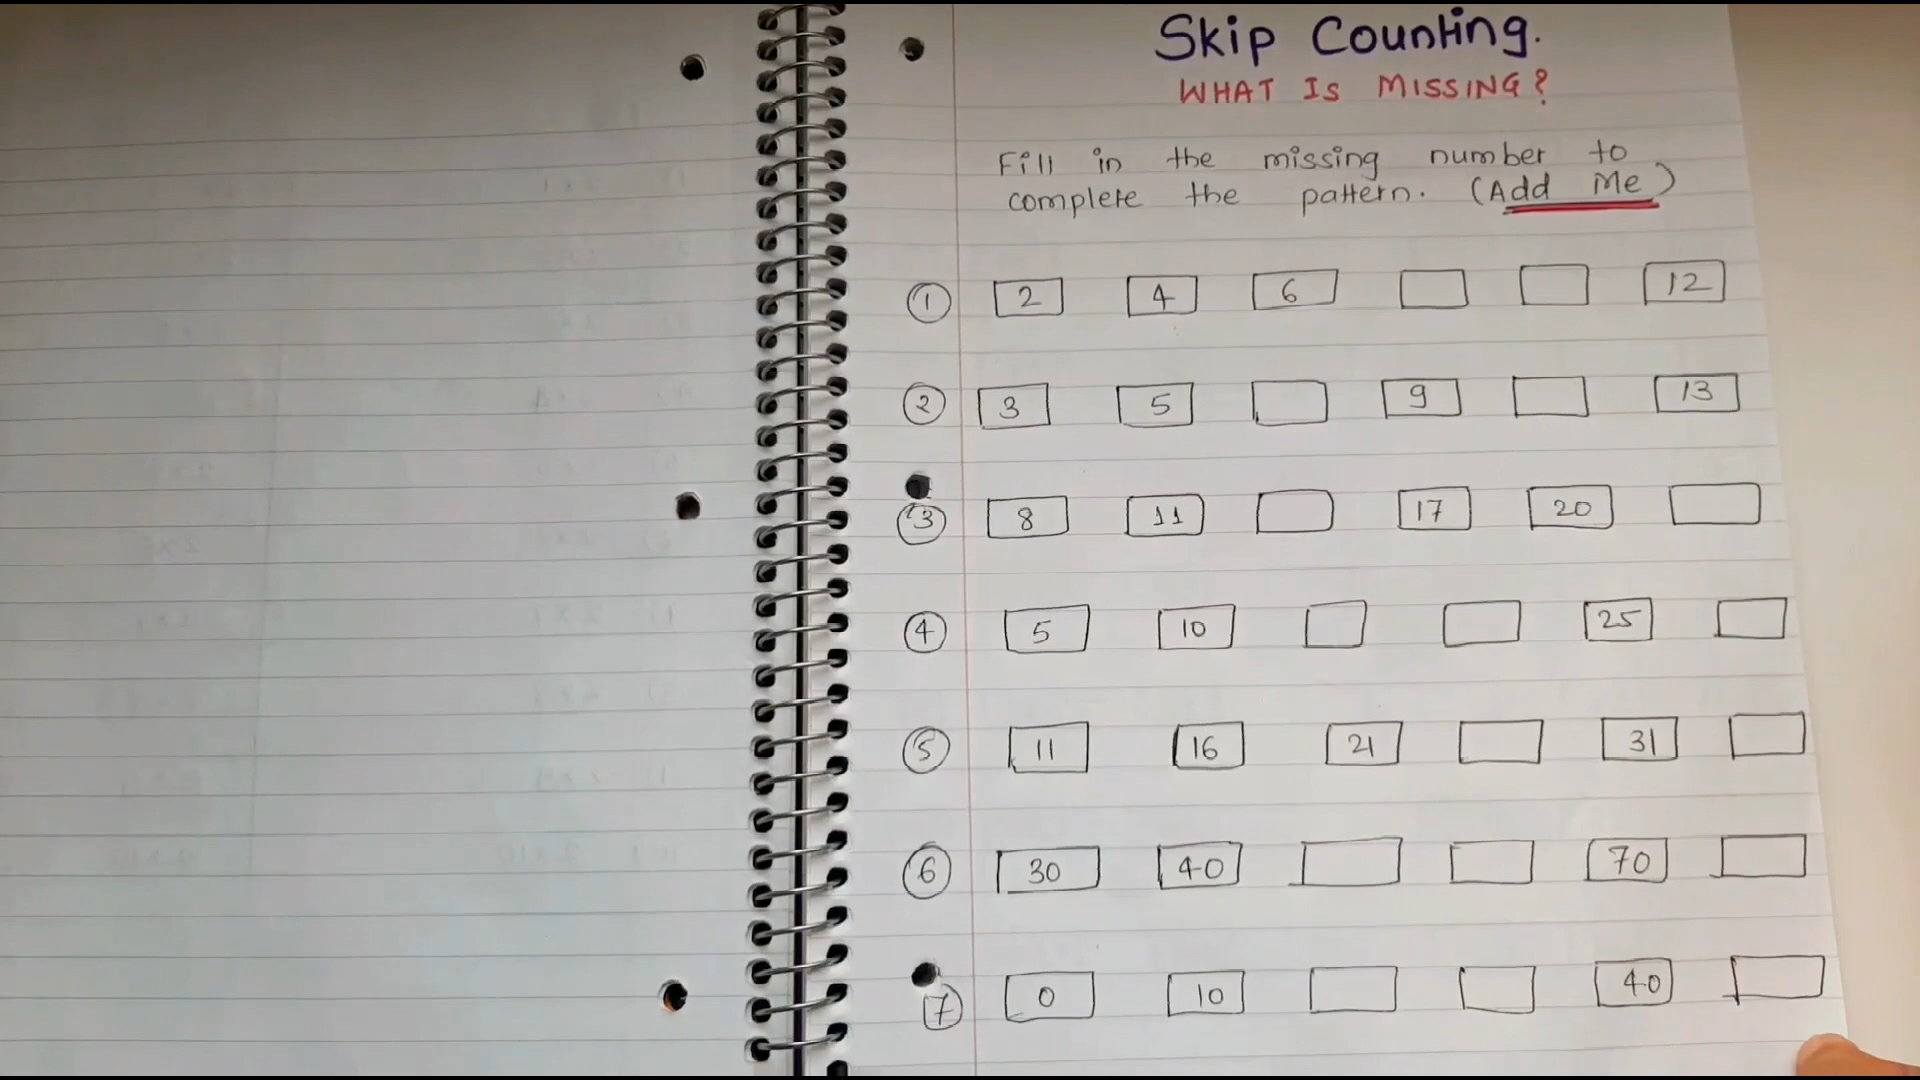 Skip Counting.
WHAT IS MISSING?
Fill in the missing number to
complete the pattern. (Add Me)
1 2 4 6 12
2 3 5 9 13
3 8 11 17 20
4 5 10 25
5 11 16 21 31
6 30 40 70
7 0 10 40